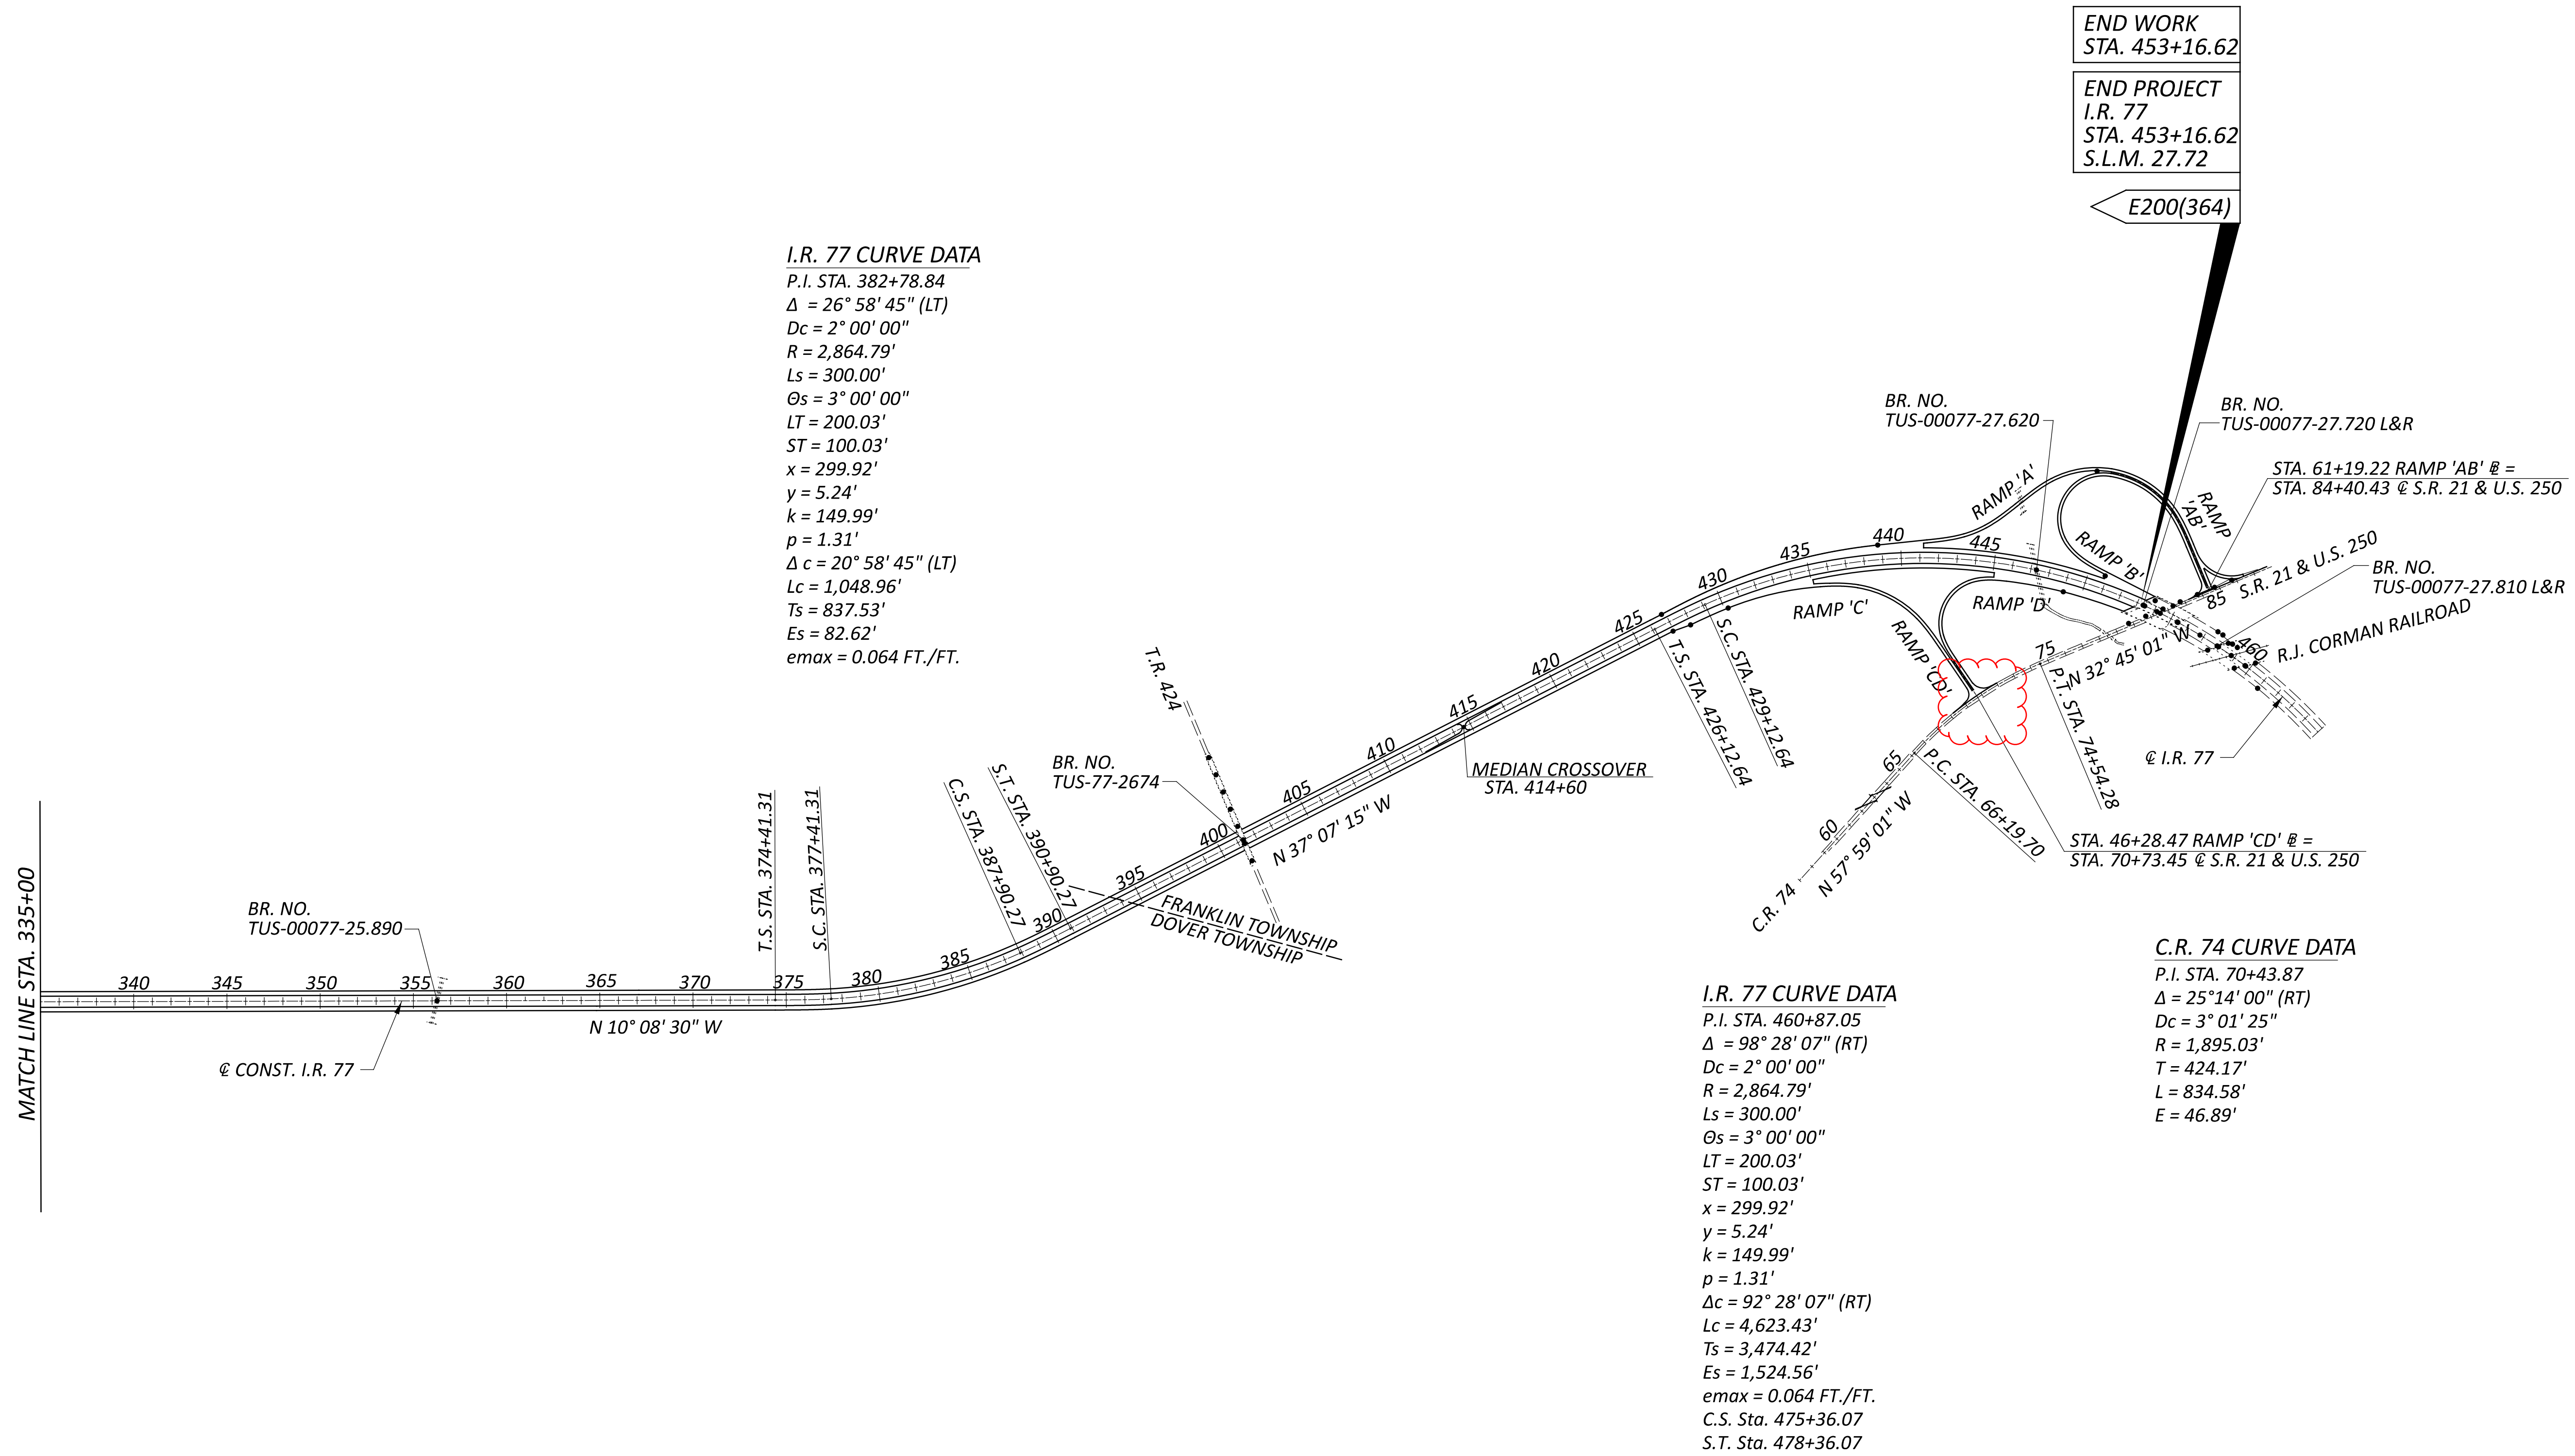 END WORK
STA. 453+16.62
END PROJECT
I.R. 77
STA. 453+16.62
S.L.M. 27.72
E200(364)
I.R. 77 CURVE DATA
P.I. STA. 382+78.84
Δ = 26° 58' 45" (LT)
Dc = 2° 00' 00"
R = 2,864.79'
Ls = 300.00'
Θs = 3° 00' 00"
LT = 200.03'
ST = 100.03'
x = 299.92'
y = 5.24'
k = 149.99'
p = 1.31'
Δ c = 20° 58' 45" (LT)
Lc = 1,048.96'
Ts = 837.53'
Es = 82.62'
emax = 0.064 FT./FT.
BR. NO.
TUS-00077-27.620
BR. NO.
TUS-00077-27.720 L&R
STA. 61+19.22 RAMP 'AB' B =
STA. 84+40.43 ℄ S.R. 21 & U.S. 250
BR. NO.
TUS-00077-27.810 L&R
RAMP 'A'
RAMP
'AB'
RAMP 'B'
RAMP 'C'
RAMP 'D'
RAMP 'CD'
S.R. 21 & U.S. 250
R.J. CORMAN RAILROAD
85
460
75
N 32° 45' 01" W
P.T. STA. 74+54.28
℄ I.R. 77
65
60
P.C. STA. 66+19.70
N 57° 59' 01" W
C.R. 74
STA. 46+28.47 RAMP 'CD' B =
STA. 70+73.45 ℄ S.R. 21 & U.S. 250
MATCH LINE STA. 335+00
340
345
350
355
360
365
370
375
380
385
390
395
400
405
410
415
420
425
430
435
440
445
BR. NO.
TUS-00077-25.890
℄ CONST. I.R. 77
N 10° 08' 30" W
T.S. STA. 374+41.31
S.C. STA. 377+41.31
C.S. STA. 387+90.27
S.T. STA. 390+90.27
FRANKLIN TOWNSHIP
DOVER TOWNSHIP
BR. NO.
TUS-77-2674
T.R. 424
N 37° 07' 15" W
MEDIAN CROSSOVER
STA. 414+60
T.S. STA. 426+12.64
S.C. STA. 429+12.64
I.R. 77 CURVE DATA
P.I. STA. 460+87.05
Δ = 98° 28' 07" (RT)
Dc = 2° 00' 00"
R = 2,864.79'
Ls = 300.00'
Θs = 3° 00' 00"
LT = 200.03'
ST = 100.03'
x = 299.92'
y = 5.24'
k = 149.99'
p = 1.31'
Δc = 92° 28' 07" (RT)
Lc = 4,623.43'
Ts = 3,474.42'
Es = 1,524.56'
emax = 0.064 FT./FT.
C.S. Sta. 475+36.07
S.T. Sta. 478+36.07
C.R. 74 CURVE DATA
P.I. STA. 70+43.87
Δ = 25°14' 00" (RT)
Dc = 3° 01' 25"
R = 1,895.03'
T = 424.17'
L = 834.58'
E = 46.89'